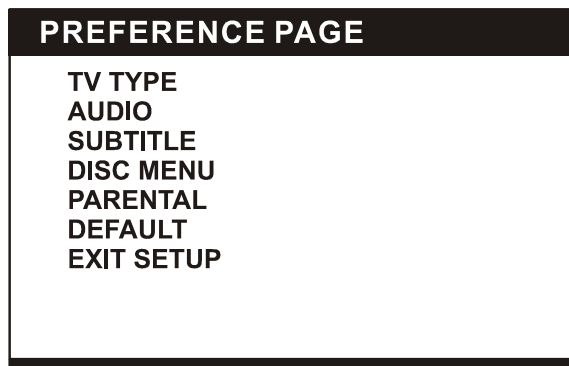 PREFERENCE PAGE
TV TYPE
AUDIO
SUBTITLE
DISC MENU
PARENTAL
DEFAULT
EXIT SETUP